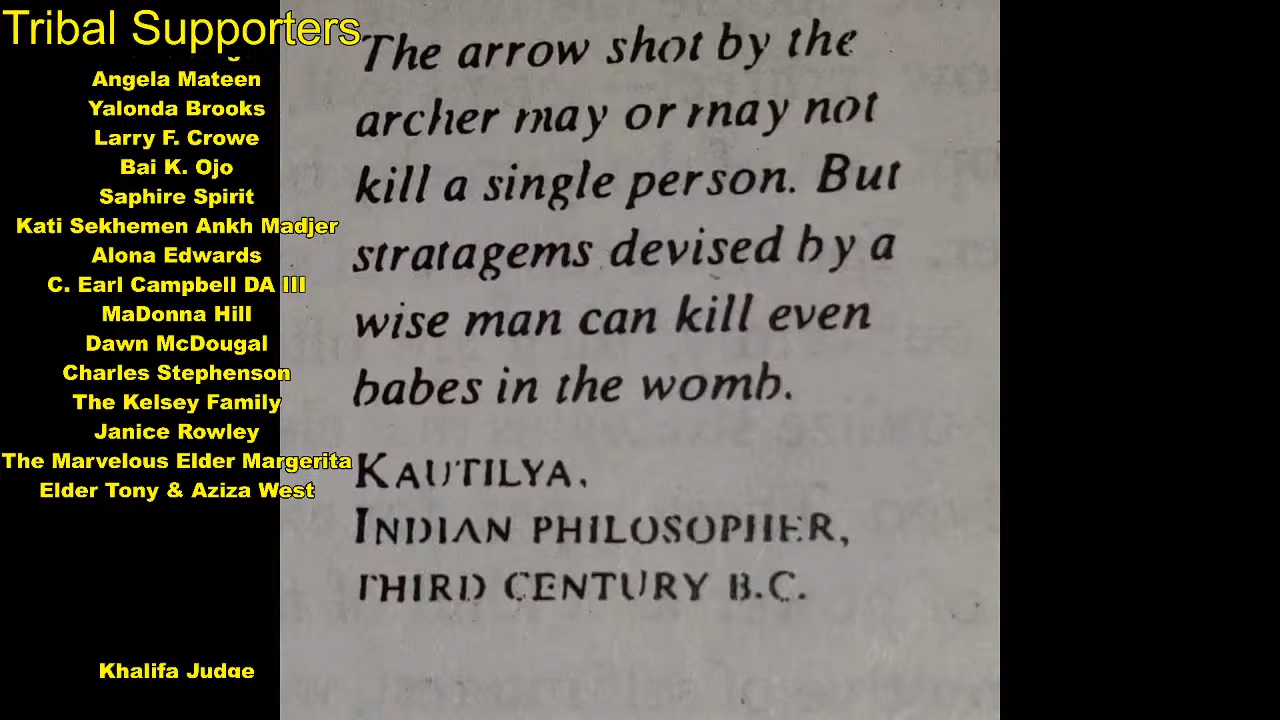 Tribal Supporters
Angela Mateen
Yalonda Brooks
Larry F. Crowe
Bai K. Ojo
Saphire Spirit
Kati Sekhemen Ankh Madjer
Alona Edwards
C. Earl Campbell DA III
MaDonna Hill
Dawn McDougal
Charles Stephenson
The Kelsey Family
Janice Rowley
The Marvelous Elder Margerita
Elder Tony & Aziza West
Khalifa Judge
The arrow shot by the
archer may or may not
kill a single person. But
stratagems devised by a
wise man can kill even
babes in the womb.
KAUTILYA,
INDIAN PHILOSOPHER,
THIRD CENTURY B.C.